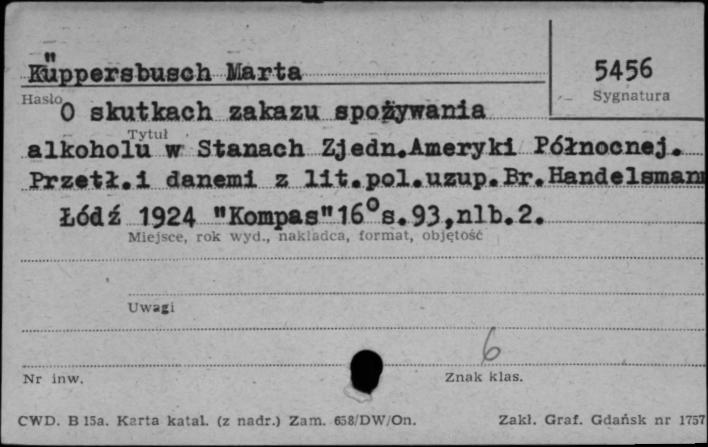 Küppersbusch Marta
5456
Hasło
Sygnatura
O skutkach zakazu spożywania
Tytuł
alkoholu w Stanach Zjedn.Ameryki Północnej.
Przetł.i danemi z lit.pol.uzup.Br.Handelsmann
Łódź 1924 "Kompas"16°s.93,nlb.2.
Miejsce, rok wyd., nakładca, format, objętość
Uwagi
6
Nr inw.
Znak klas.
CWD. B 15a. Karta katal. (z nadr.) Zam. 658/DW/On.
Zakł. Graf. Gdańsk nr 1757